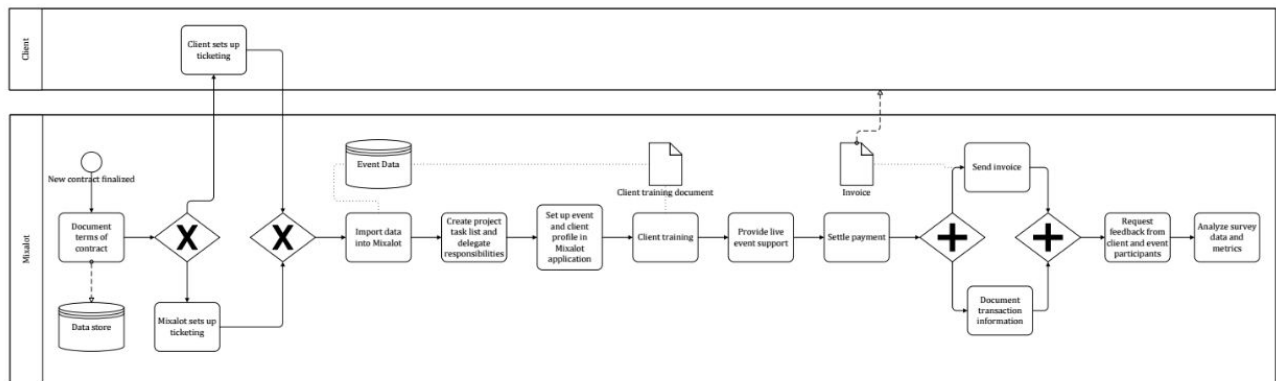 Client
Client sets up
ticketing
Mixalot
New contract finalized
Document
terms of
contract
Data store
X
Mixalot sets up
ticketing
X
Event Data
Import data
into Mixalot
Create project
task list and
delegate
responsibilities
Set up event
and client
profile in
Mixalot
application
Client training document
Client training
Provide live
event support
Invoice
Settle payment
Send invoice
Document
transaction
information
Request
feedback from
client and event
participants
Analyze survey
data and
metrics